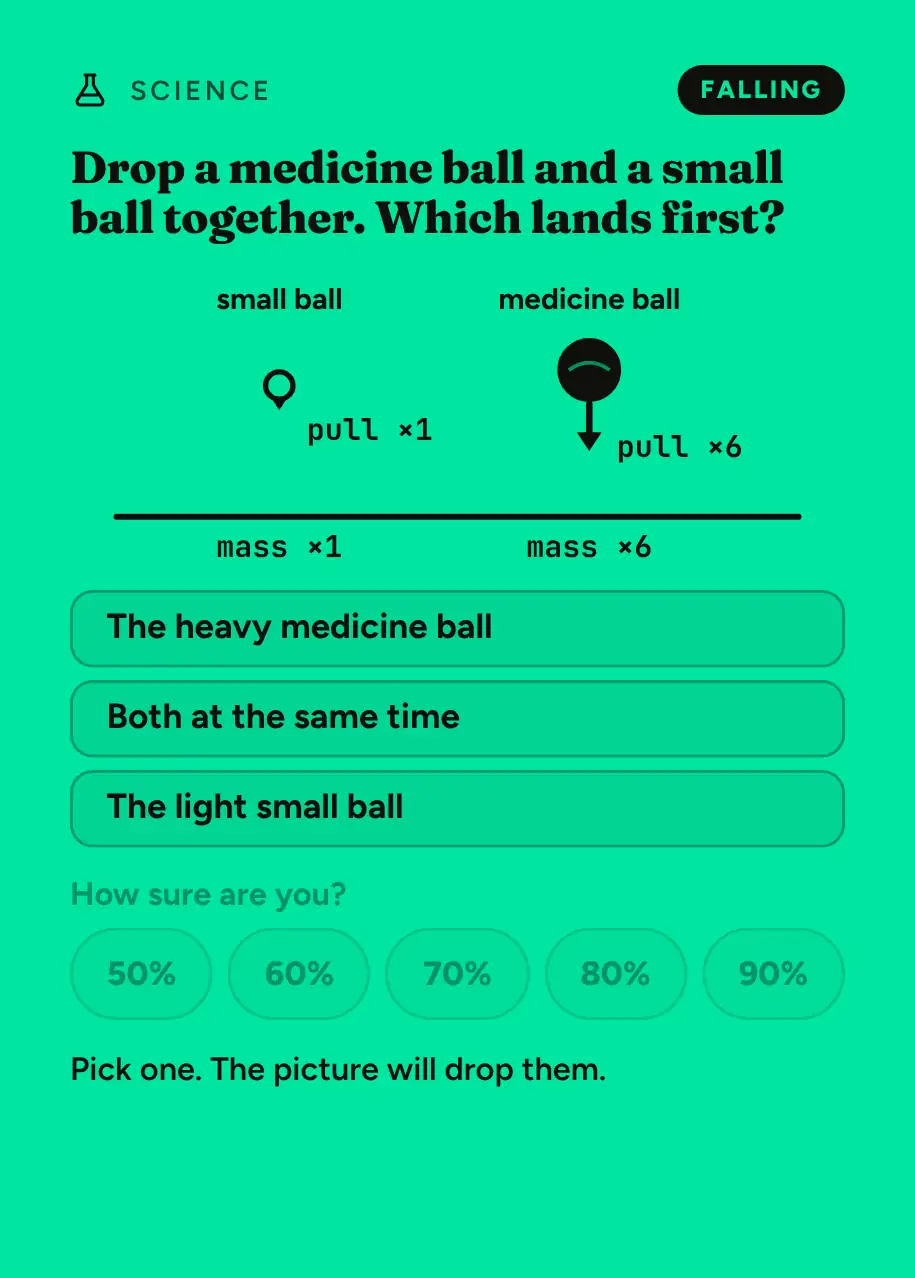 SCIENCE
FALLING
Drop a medicine ball and a small
ball together. Which lands first?
small ball
medicine ball
pull ×1
pull ×6
mass ×1
mass ×6
The heavy medicine ball
Both at the same time
The light small ball
How sure are you?
50%
60%
70%
80%
90%
Pick one. The picture will drop them.